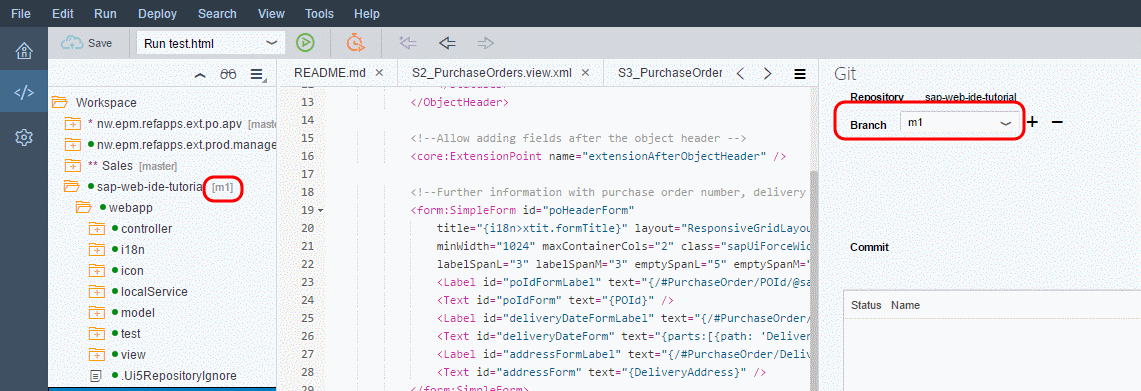 File Edit Run Deploy Search View Tools Help
Save Run test.html
README.md × S2_PurchaseOrders.view.xml × S3_PurchaseOrder
Git
Workspace
* nw.epm.refapps.ext.po.apv [maste
nw.epm.refapps.ext.prod.manage
** Sales [master]
sap-web-ide-tutorial [m1]
webapp
controller
i18n
icon
localService
model
test
view
.Ui5RepositoryIgnore
13 </ObjectHeader>
14
15 <!--Allow adding fields after the object header -->
16 <core:ExtensionPoint name="extensionAfterObjectHeader" />
17
18 <!--Further information with purchase order number, delivery
19 <form:SimpleForm id="poHeaderForm"
20 title="{i18n>xtit.formTitle}" layout="ResponsiveGridLayou
21 minWidth="1024" maxContainerCols="2" class="sapUiForceWid
22 labelSpanL="3" labelSpanM="3" emptySpanL="5" emptySpanM="
23 <Label id="poIdFormLabel" text="{/#PurchaseOrder/POId/@sa
24 <Text id="poIdForm" text="{POId}" />
25 <Label id="deliveryDateFormLabel" text="{/#PurchaseOrder/
26 <Text id="deliveryDateForm" text="{parts:[{path: 'Deliver
27 <Label id="addressFormLabel" text="{/#PurchaseOrder/Deliv
28 <Text id="addressForm" text="{DeliveryAddress}" />
29 </form:SimpleForm>
Repository sap-web-ide-tutorial
Branch m1 + −
Commit
Status Name